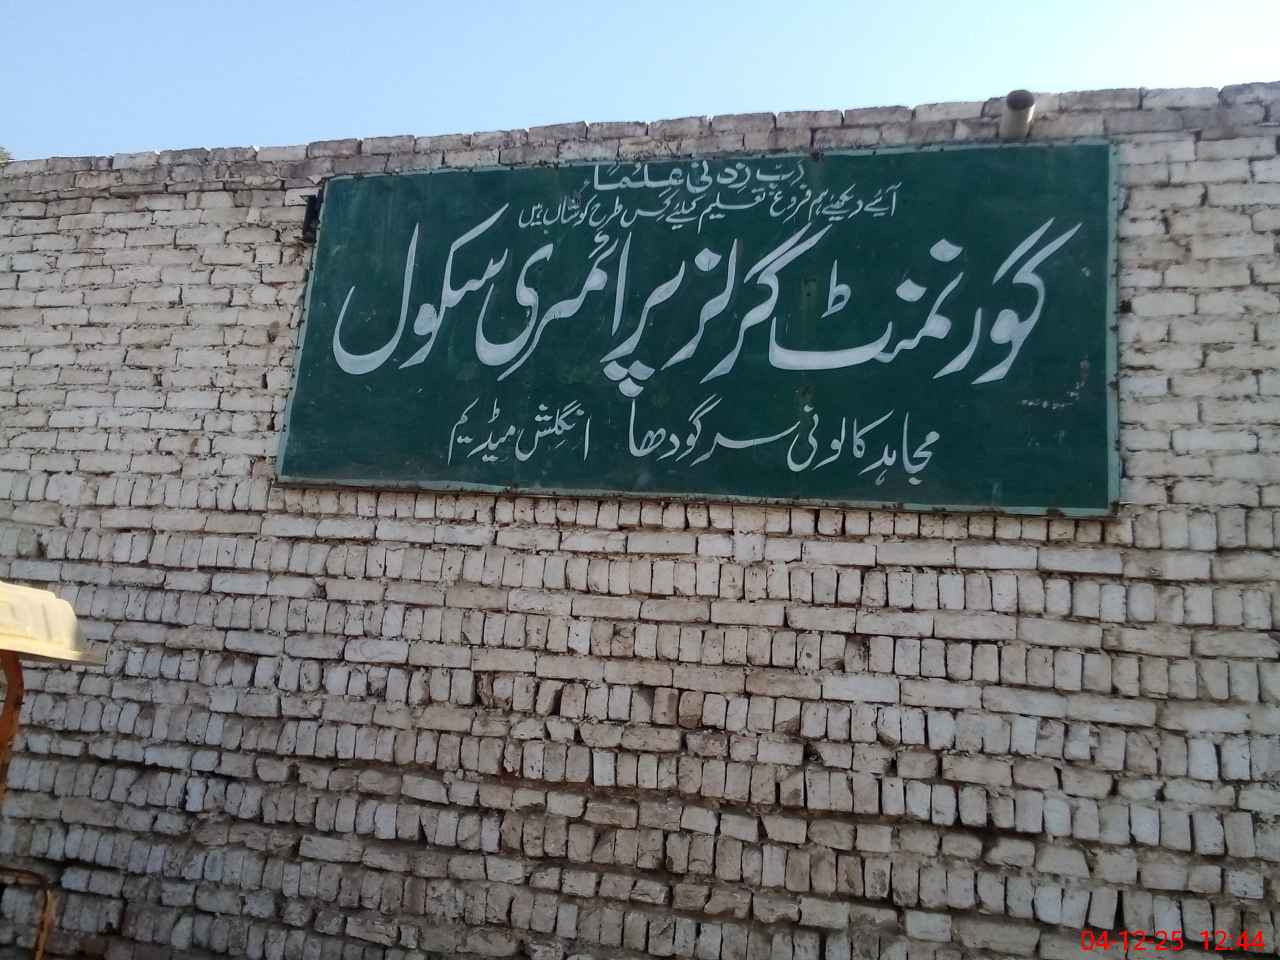 رَبِّ زِدْنِی عِلْمًا
آئیے دیکھئے ہم فروغ تعلیم کیلئے کس طرح کوشاں ہیں
گورنمنٹ گرلز پرائمری سکول
مجاہد کالونی سرگودھا انگلش میڈیم
04-12-25 12:44